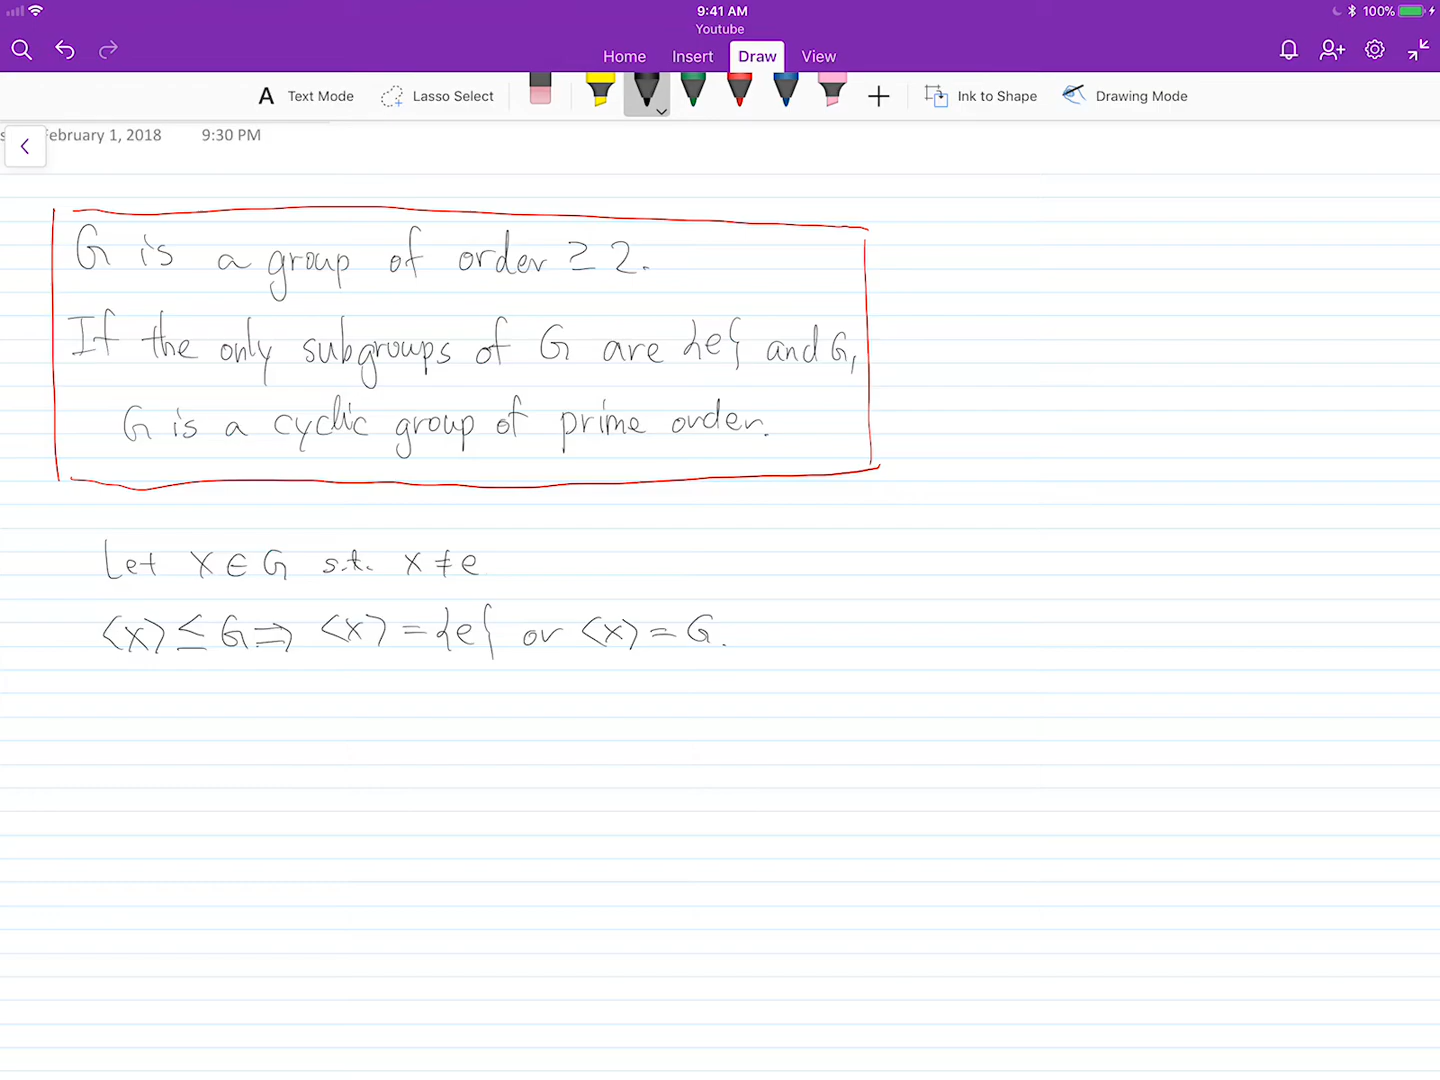 9:41 AM
100%
Youtube
Home Insert Draw View
Text Mode Lasso Select Ink to Shape Drawing Mode
ebruary 1, 2018 9:30 PM
G is a group of order ≥ 2.
If the only subgroups of G are {e} and G,
G is a cyclic group of prime order.
Let x ∈ G s.t. x ≠ e
⟨x⟩ ≤ G ⇒ ⟨x⟩ = {e} or ⟨x⟩ = G.